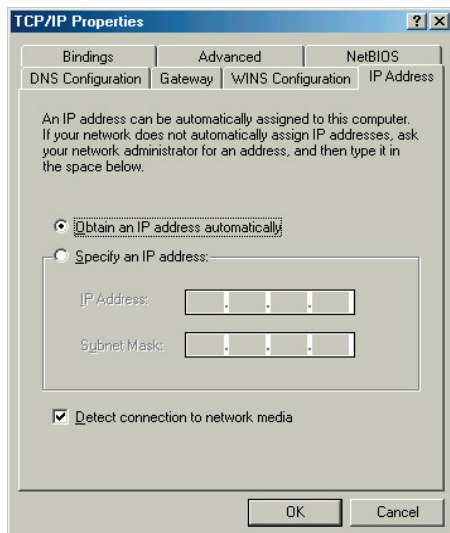 TCP/IP Properties
Bindings Advanced NetBIOS
DNS Configuration Gateway WINS Configuration IP Address
An IP address can be automatically assigned to this computer.
If your network does not automatically assign IP addresses, ask
your network administrator for an address, and then type it in
the space below.
Obtain an IP address automatically
Specify an IP address:
IP Address: . . .
Subnet Mask: . . .
Detect connection to network media
OK Cancel